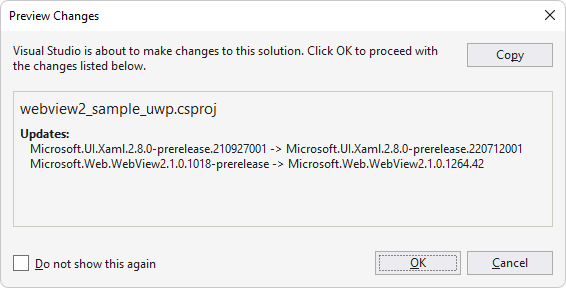 Preview Changes
Visual Studio is about to make changes to this solution. Click OK to proceed with
the changes listed below.
Copy
webview2_sample_uwp.csproj
Updates:
Microsoft.UI.Xaml.2.8.0-prerelease.210927001 -> Microsoft.UI.Xaml.2.8.0-prerelease.220712001
Microsoft.Web.WebView2.1.0.1018-prerelease -> Microsoft.Web.WebView2.1.0.1264.42
Do not show this again
OK
Cancel